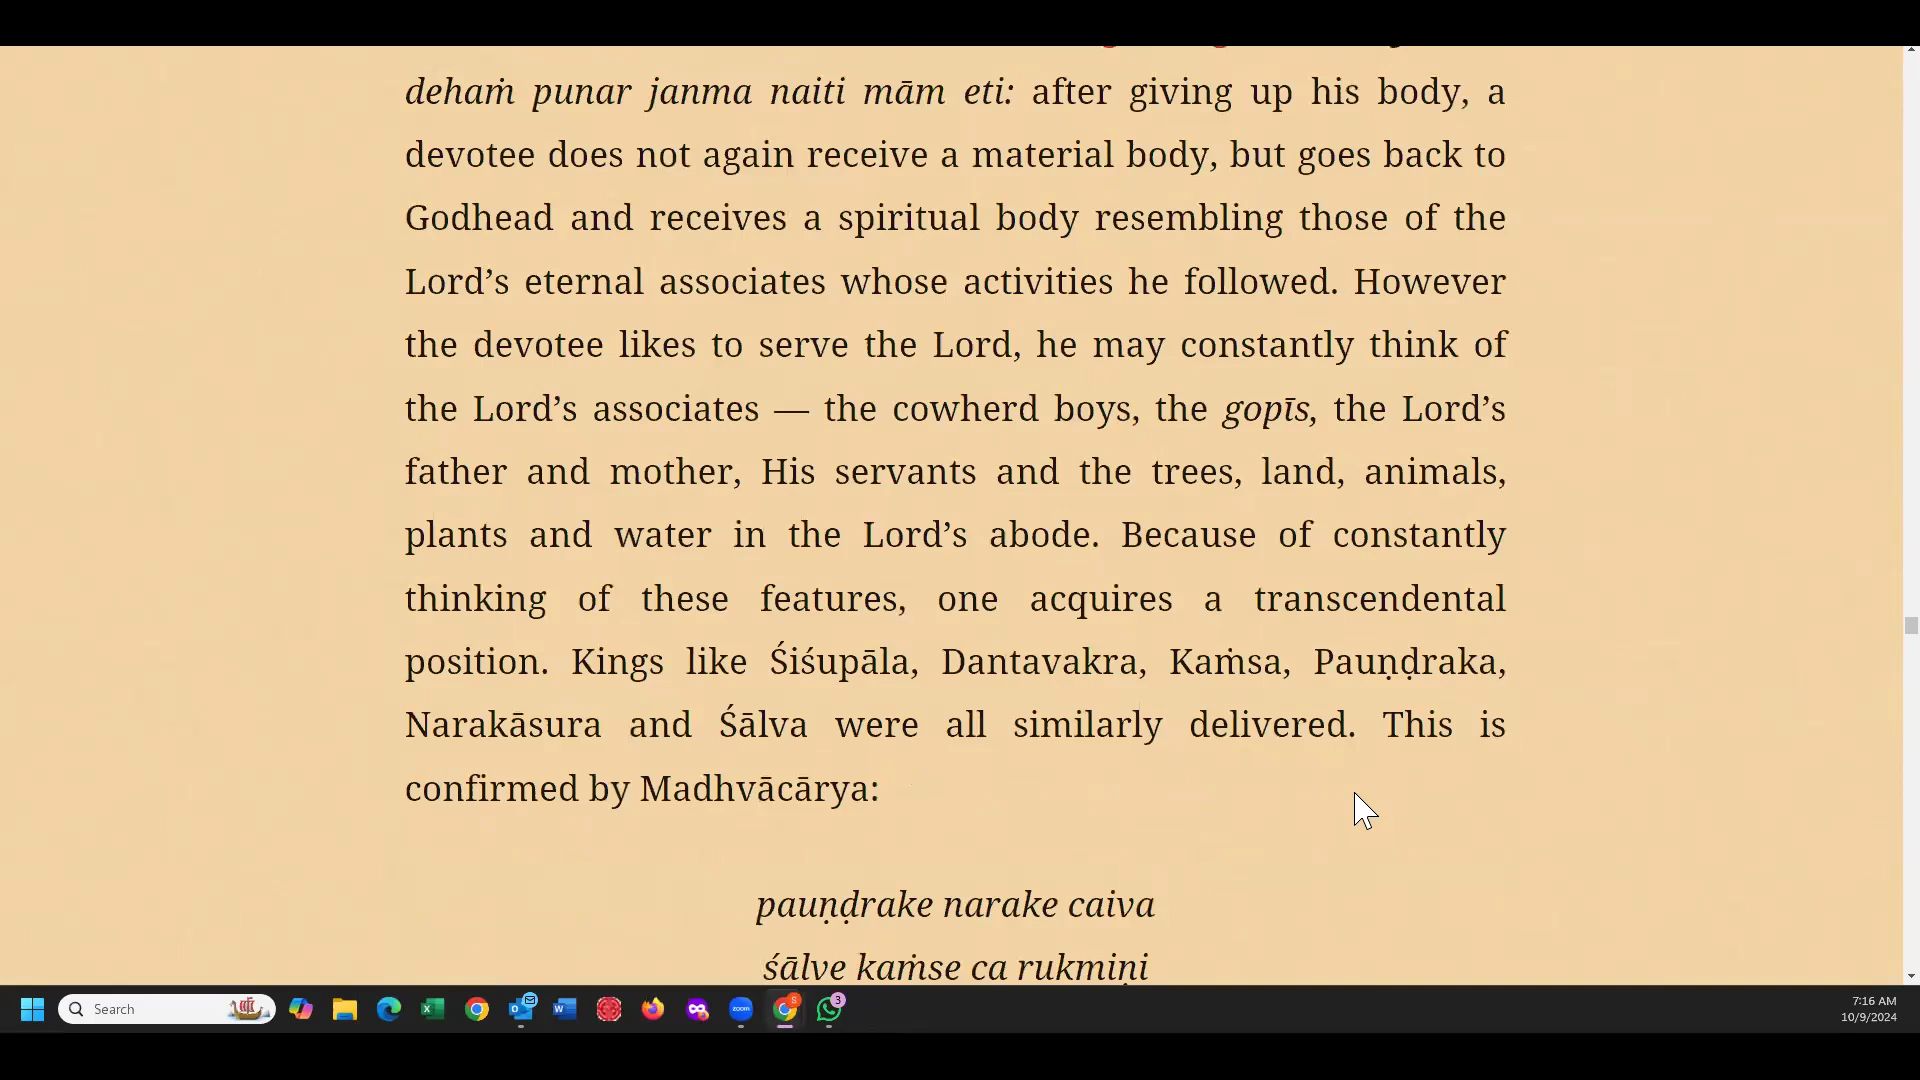 dehaṁ punar janma naiti mām eti: after giving up his body, a
devotee does not again receive a material body, but goes back to
Godhead and receives a spiritual body resembling those of the
Lord’s eternal associates whose activities he followed. However
the devotee likes to serve the Lord, he may constantly think of
the Lord’s associates — the cowherd boys, the gopīs, the Lord’s
father and mother, His servants and the trees, land, animals,
plants and water in the Lord’s abode. Because of constantly
thinking of these features, one acquires a transcendental
position. Kings like Śiśupāla, Dantavakra, Kaṁsa, Pauṇḍraka,
Narakāsura and Śālva were all similarly delivered. This is
confirmed by Madhvācārya:
pauṇḍrake narake caiva
śālve kaṁse ca rukmiṇi
Search
zoom
S
3
7:16 AM
10/9/2024